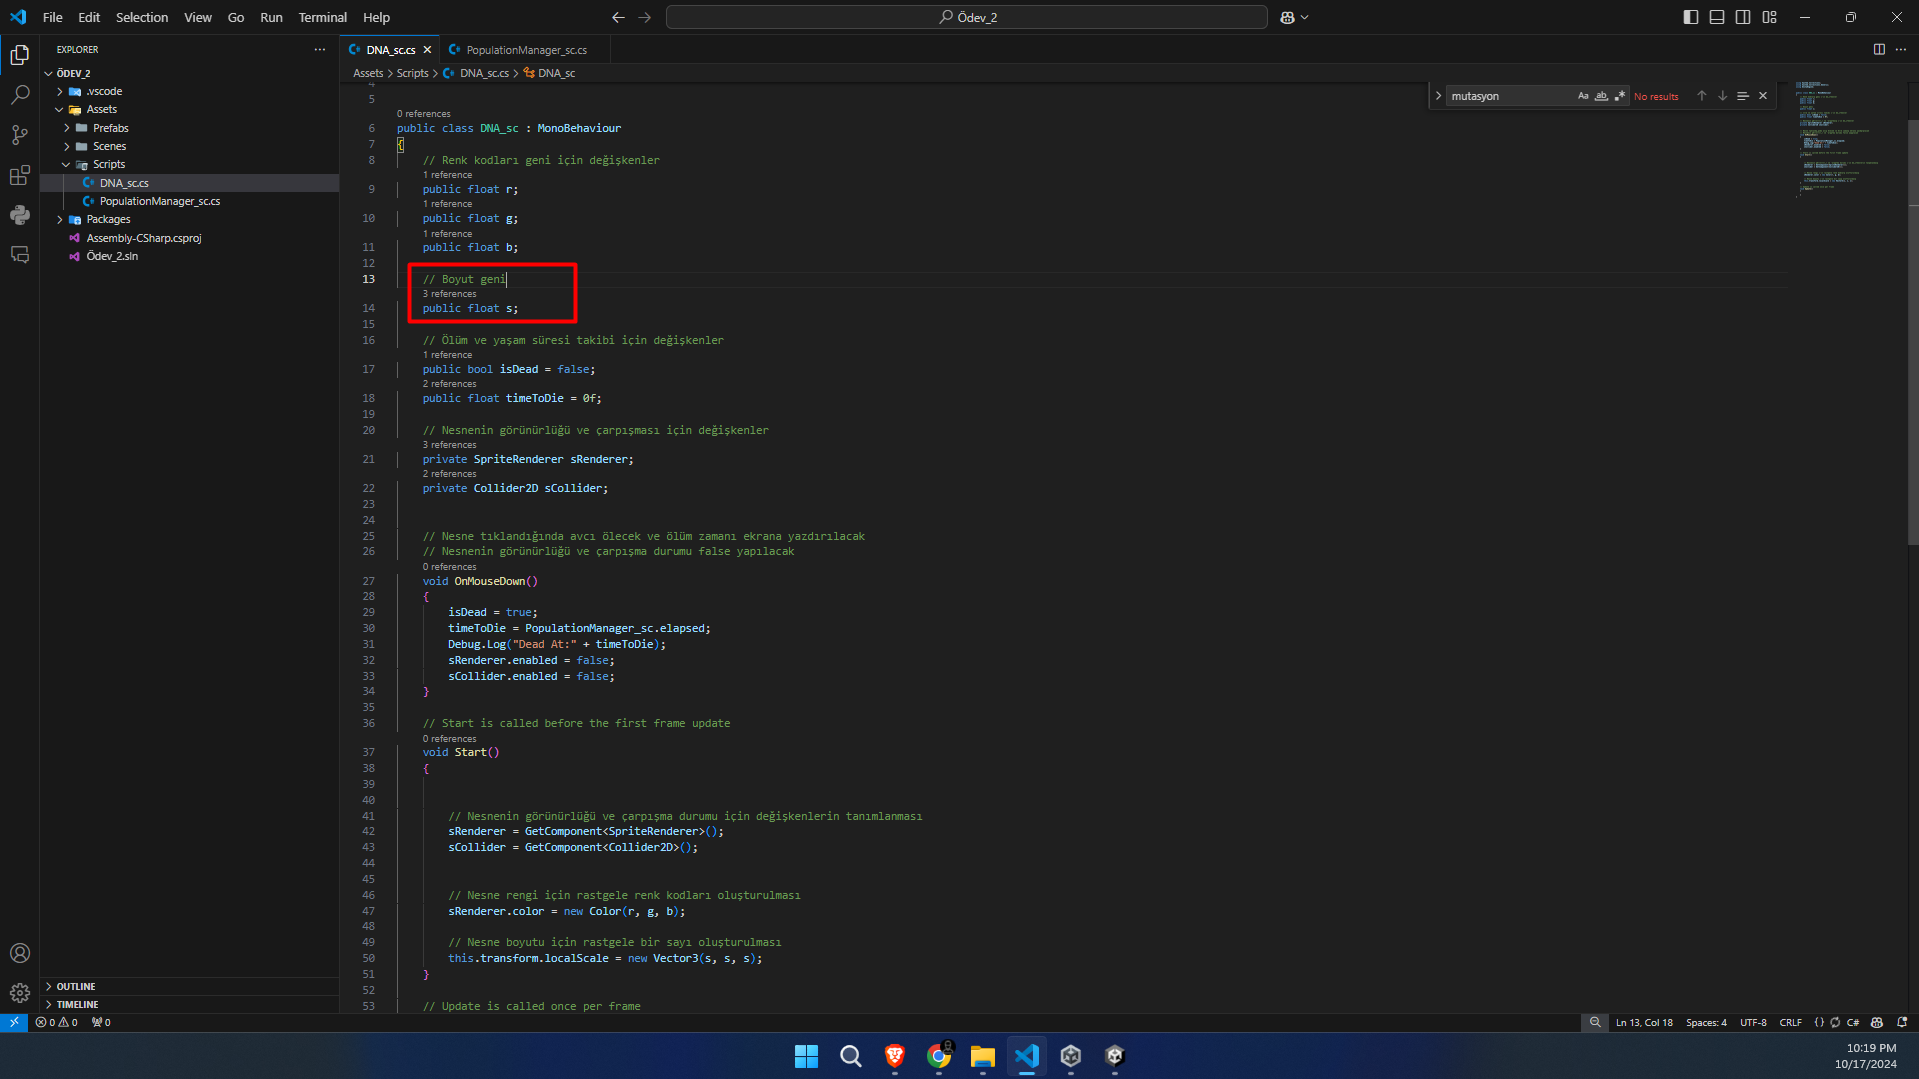 File Edit Selection View Go Run Terminal Help
Ödev_2
EXPLORER
DNA_sc.cs
PopulationManager_sc.cs
ÖDEV_2
.vscode
Assets
Prefabs
Scenes
Scripts
DNA_sc.cs
PopulationManager_sc.cs
Packages
Assembly-CSharp.csproj
Ödev_2.sln
OUTLINE
TIMELINE
Assets > Scripts > DNA_sc.cs > DNA_sc
mutasyon Aa ab No results
4
5
0 references
6 public class DNA_sc : MonoBehaviour
7 {
8 // Renk kodları geni için değişkenler
1 reference
9 public float r;
1 reference
10 public float g;
1 reference
11 public float b;
12
13 // Boyut geni
3 references
14 public float s;
15
16 // Ölüm ve yaşam süresi takibi için değişkenler
1 reference
17 public bool isDead = false;
2 references
18 public float timeToDie = 0f;
19
20 // Nesnenin görünürlüğü ve çarpışması için değişkenler
3 references
21 private SpriteRenderer sRenderer;
2 references
22 private Collider2D sCollider;
23
24
25 // Nesne tıklandığında avcı ölecek ve ölüm zamanı ekrana yazdırılacak
26 // Nesnenin görünürlüğü ve çarpışma durumu false yapılacak
0 references
27 void OnMouseDown()
28 {
29 isDead = true;
30 timeToDie = PopulationManager_sc.elapsed;
31 Debug.Log("Dead At:" + timeToDie);
32 sRenderer.enabled = false;
33 sCollider.enabled = false;
34 }
35
36 // Start is called before the first frame update
0 references
37 void Start()
38 {
39
40
41 // Nesnenin görünürlüğü ve çarpışma durumu için değişkenlerin tanımlanması
42 sRenderer = GetComponent<SpriteRenderer>();
43 sCollider = GetComponent<Collider2D>();
44
45
46 // Nesne rengi için rastgele renk kodları oluşturulması
47 sRenderer.color = new Color(r, g, b);
48
49 // Nesne boyutu için rastgele bir sayı oluşturulması
50 this.transform.localScale = new Vector3(s, s, s);
51 }
52
53 // Update is called once per frame
0 0 0 Ln 13, Col 18 Spaces: 4 UTF-8 CRLF {} C#
10:19 PM
10/17/2024